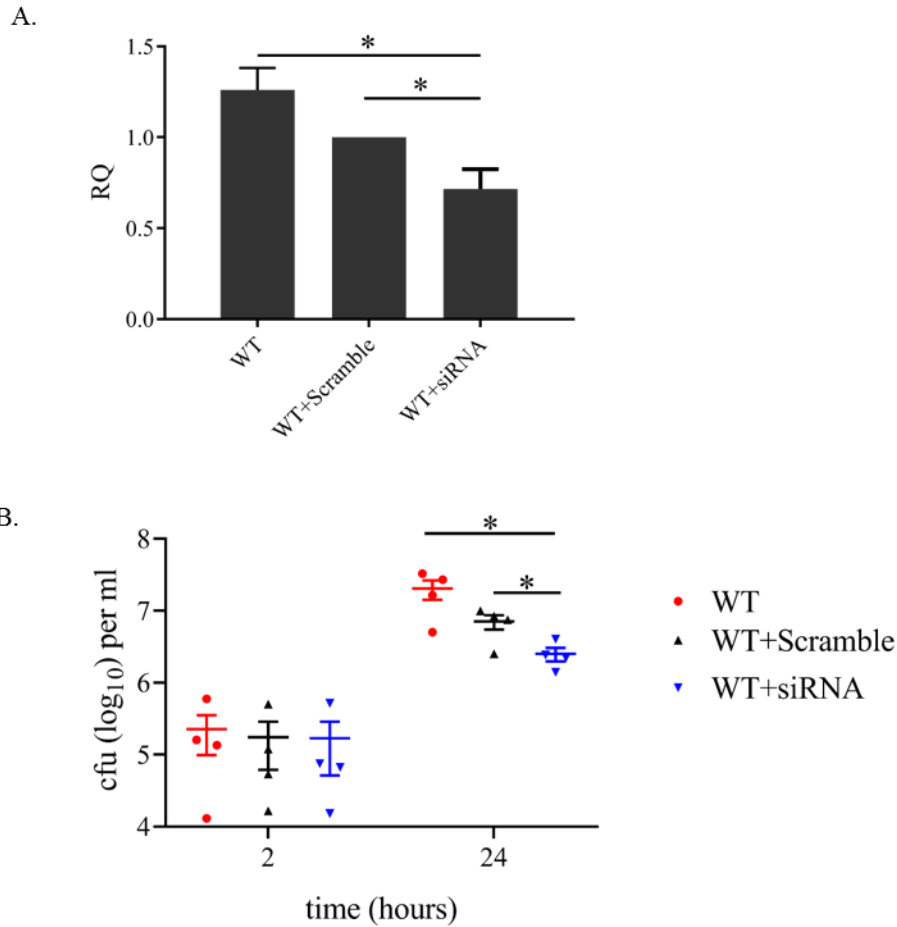 A.
*
*
1.5
1.0
0.5
0.0
RQ
WT
WT+Scramble
WT+siRNA
B.
*
*
8
7
6
5
4
cfu (log10) per ml
2
24
time (hours)
WT
WT+Scramble
WT+siRNA